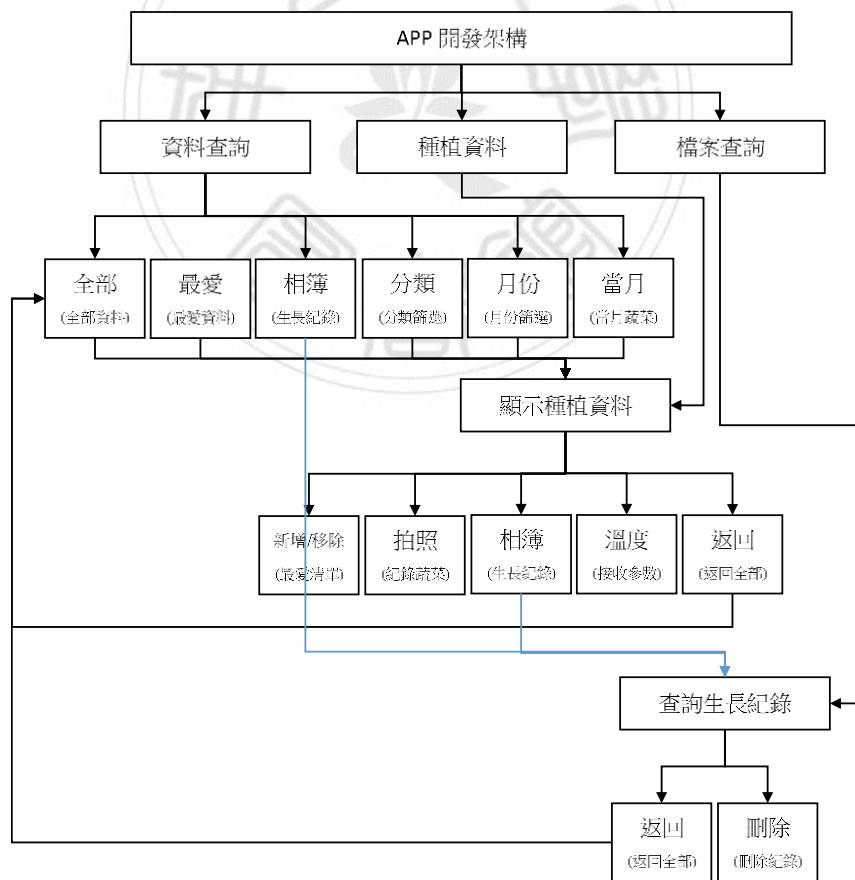 APP 開發架構
資料查詢
種植資料
檔案查詢
全部
(全部資料)
最愛
(最愛資料)
相簿
(生長紀錄)
分類
(分類篩選)
月份
(月份篩選)
當月
(當月蔬菜)
顯示種植資料
新增/移除
(最愛清單)
拍照
(紀錄蔬菜)
相簿
(生長紀錄)
溫度
(接收參數)
返回
(返回全部)
查詢生長紀錄
返回
(返回全部)
刪除
(刪除紀錄)